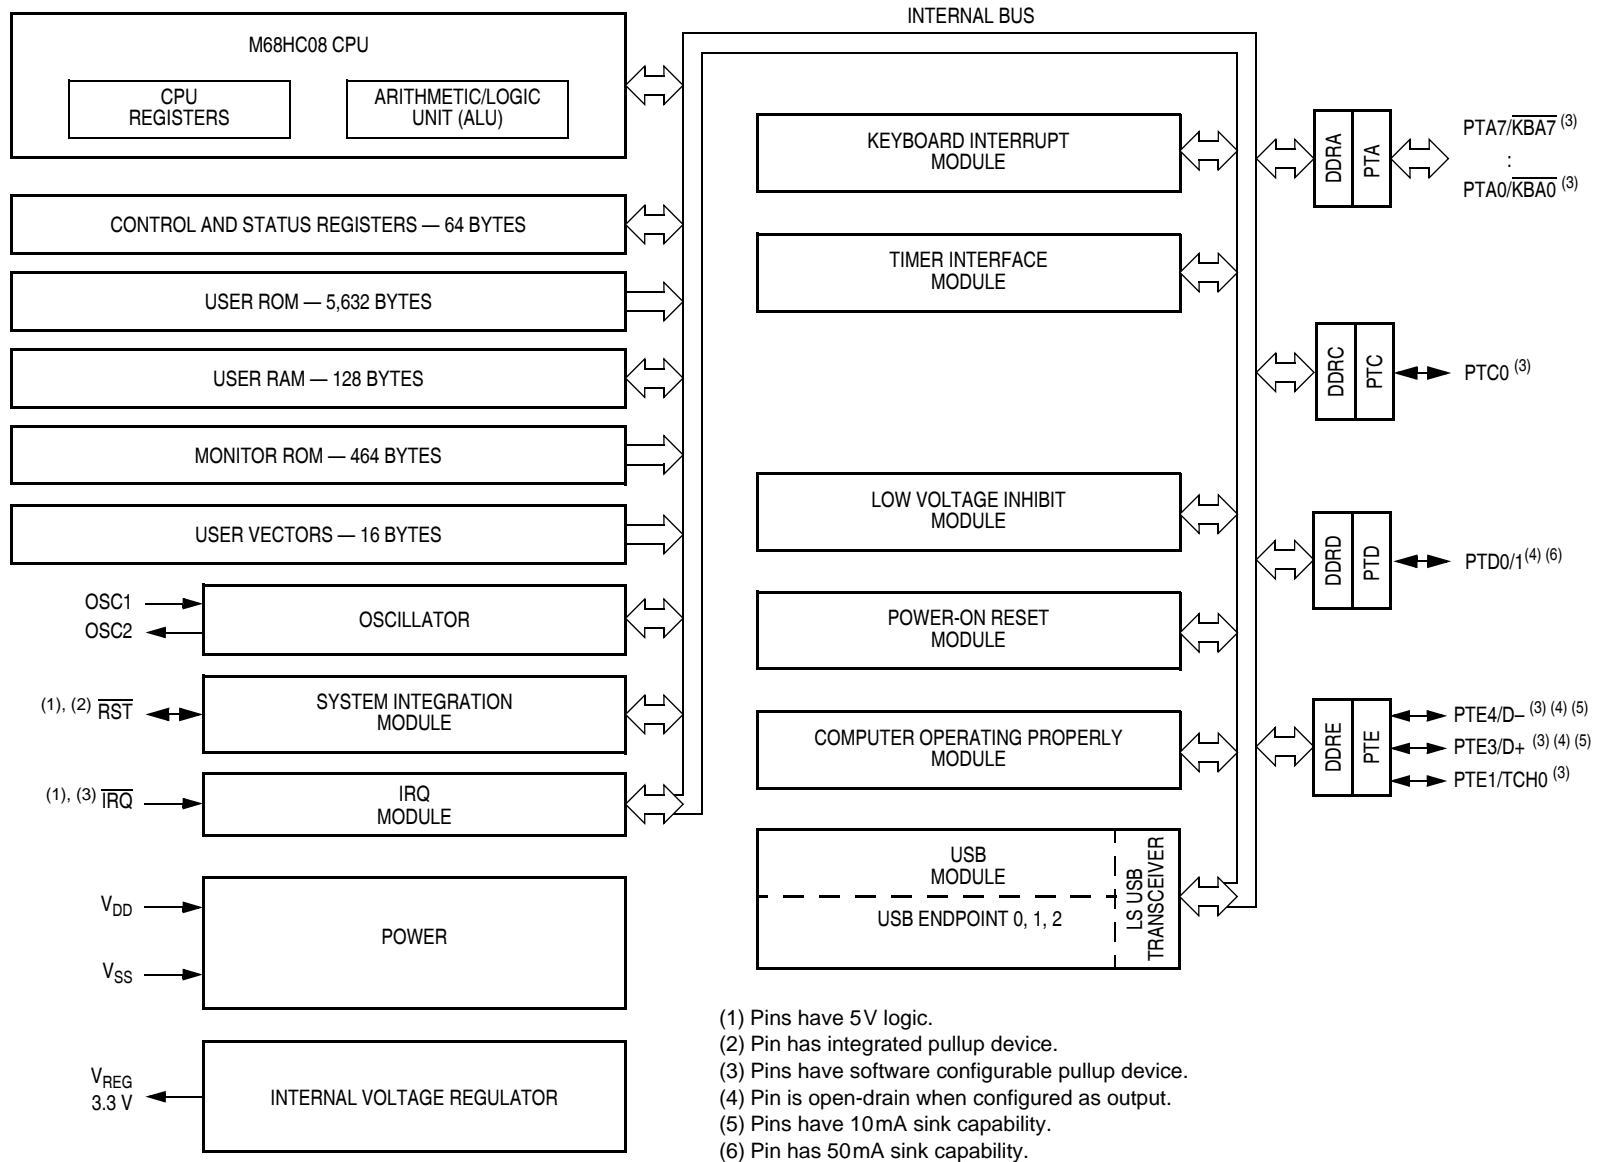 INTERNAL BUS
M68HC08 CPU
CPU
REGISTERS
ARITHMETIC/LOGIC
UNIT (ALU)
CONTROL AND STATUS REGISTERS — 64 BYTES
USER ROM — 5,632 BYTES
USER RAM — 128 BYTES
MONITOR ROM — 464 BYTES
USER VECTORS — 16 BYTES
OSC1
OSC2
OSCILLATOR
(1), (2) R̅S̅T̅
SYSTEM INTEGRATION
MODULE
(1), (3) I̅R̅Q̅
IRQ
MODULE
V_DD
V_SS
POWER
V_REG
3.3 V
INTERNAL VOLTAGE REGULATOR
KEYBOARD INTERRUPT
MODULE
TIMER INTERFACE
MODULE
LOW VOLTAGE INHIBIT
MODULE
POWER-ON RESET
MODULE
COMPUTER OPERATING PROPERLY
MODULE
USB
MODULE
USB ENDPOINT 0, 1, 2
LS USB
TRANSCEIVER
DDRA
PTA
PTA7/K̅B̅A̅7̅ (3)
:
PTA0/K̅B̅A̅0̅ (3)
DDRC
PTC
PTC0 (3)
DDRD
PTD
PTD0/1(4) (6)
DDRE
PTE
PTE4/D– (3) (4) (5)
PTE3/D+ (3) (4) (5)
PTE1/TCH0 (3)
(1) Pins have 5V logic.
(2) Pin has integrated pullup device.
(3) Pins have software configurable pullup device.
(4) Pin is open-drain when configured as output.
(5) Pins have 10mA sink capability.
(6) Pin has 50mA sink capability.